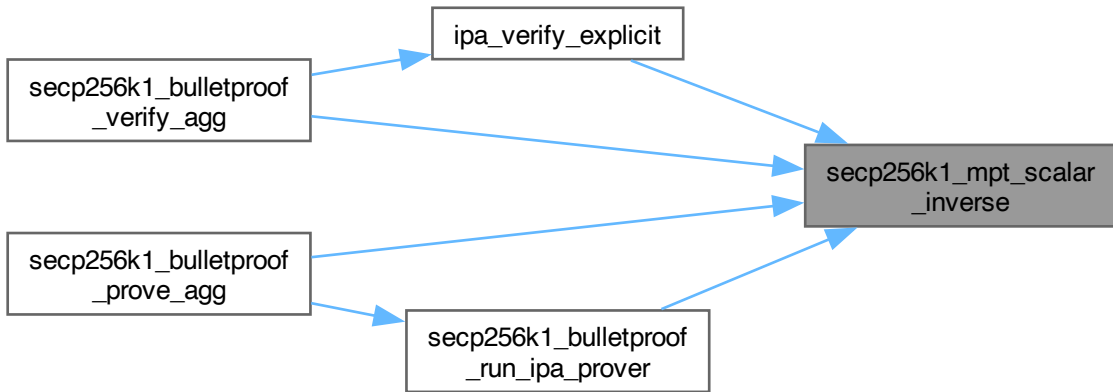 ipa_verify_explicit
secp256k1_bulletproof
_verify_agg
secp256k1_mpt_scalar
_inverse
secp256k1_bulletproof
_prove_agg
secp256k1_bulletproof
_run_ipa_prover